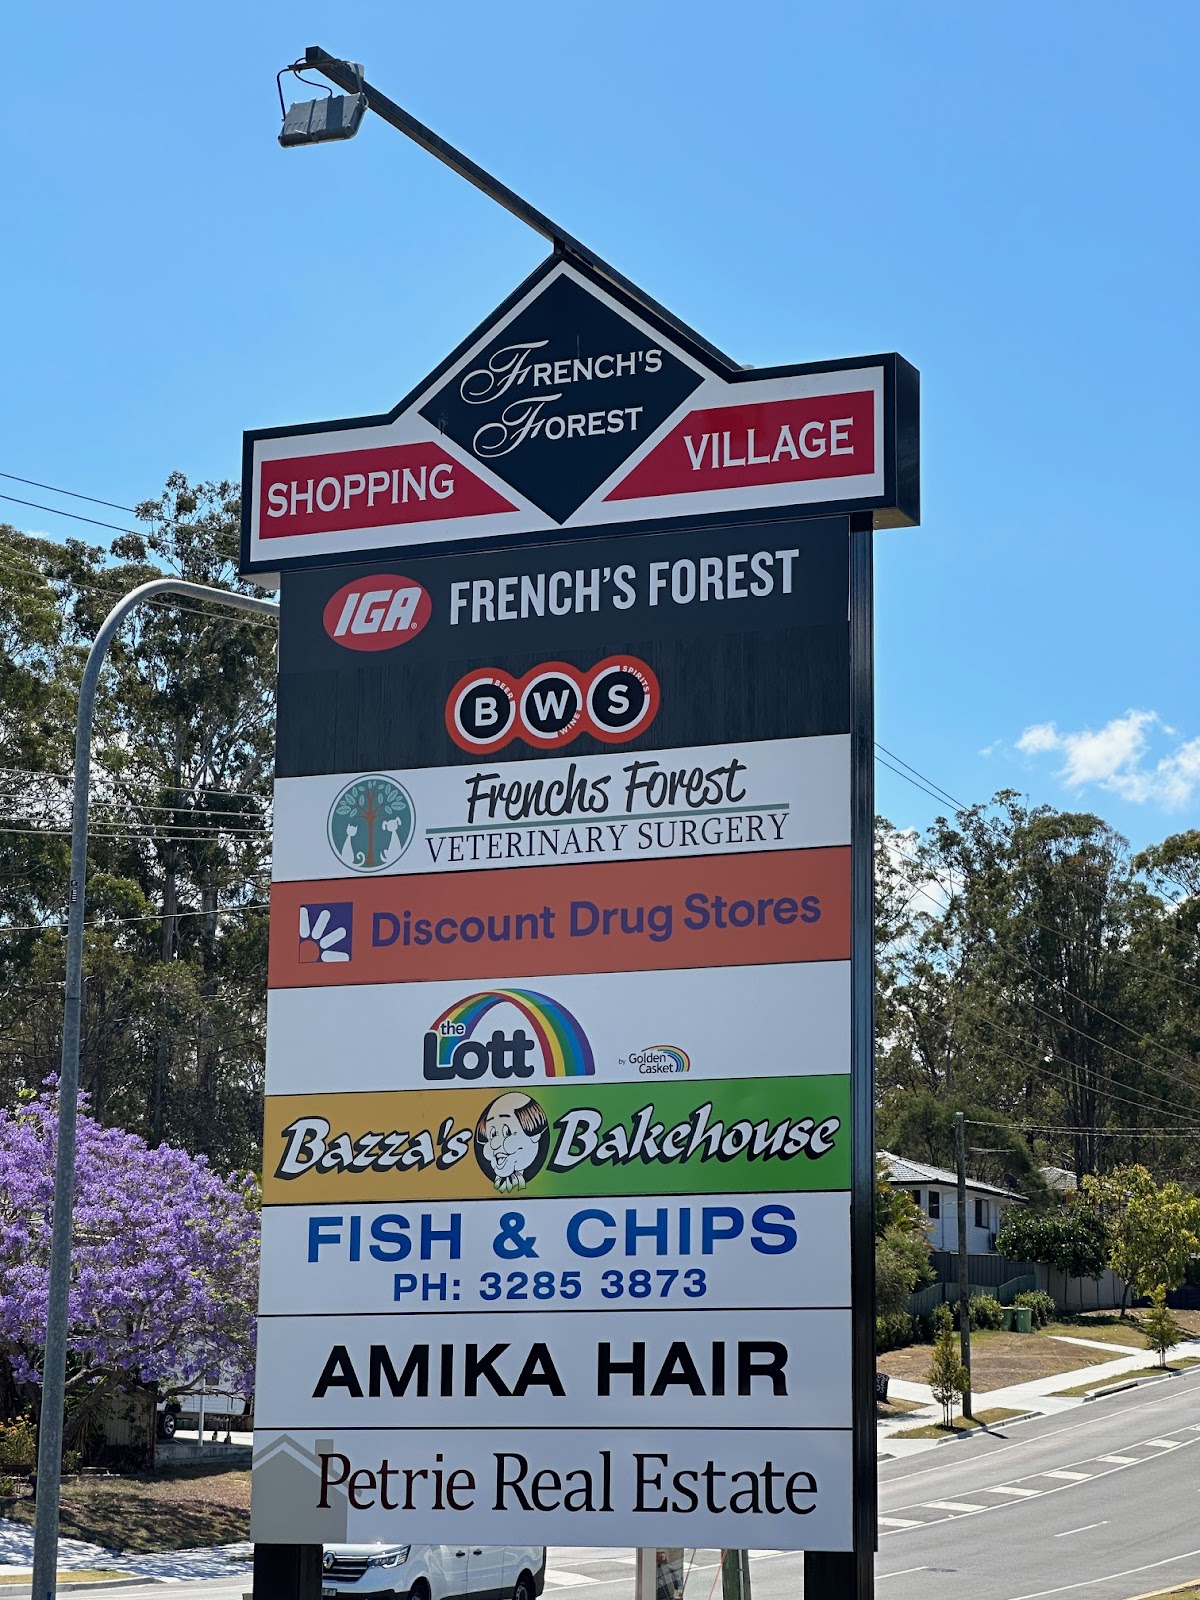 FRENCH'S
FOREST
SHOPPING VILLAGE
IGA FRENCH'S FOREST
BWS
BEER WINE SPIRITS
Frenchs Forest
VETERINARY SURGERY
Discount Drug Stores
the
Lott
by Golden
Casket
Bazza's Bakehouse
FISH & CHIPS
PH: 3285 3873
AMIKA HAIR
Petrie Real Estate